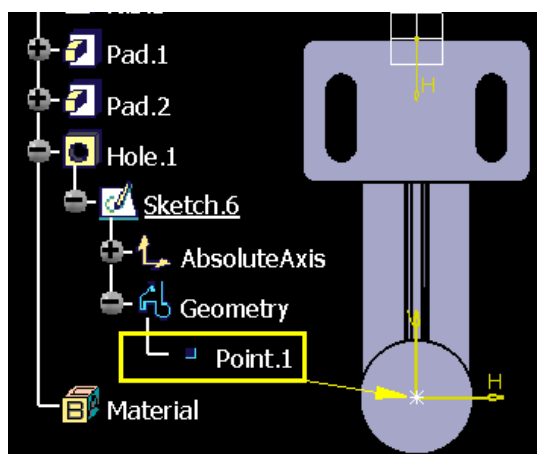 Pad.1
Pad.2
Hole.1
Sketch.6
AbsoluteAxis
Geometry
Point.1
B Material
H
V
H